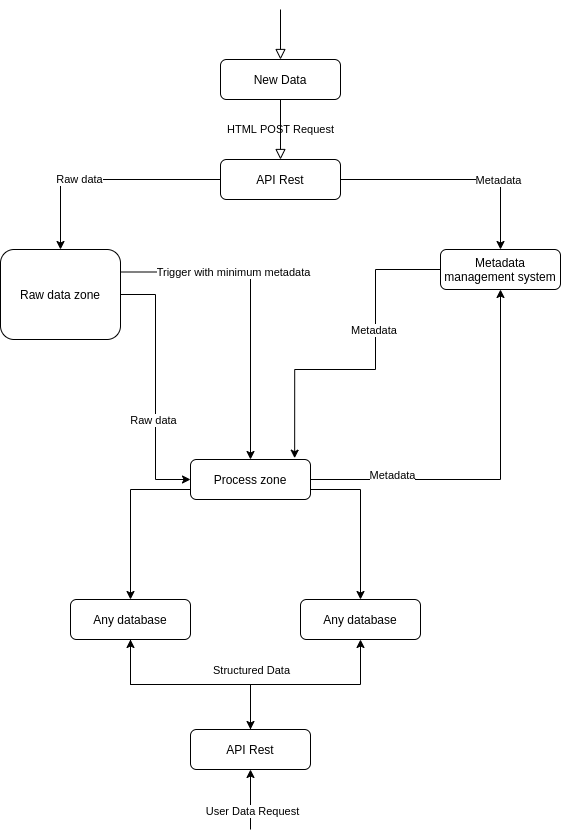 New Data
HTML POST Request
API Rest
Raw data
Metadata
Metadata
management system
Raw data zone
Trigger with minimum metadata
Metadata
Raw data
Process zone
Metadata
Any database
Any database
Structured Data
API Rest
User Data Request